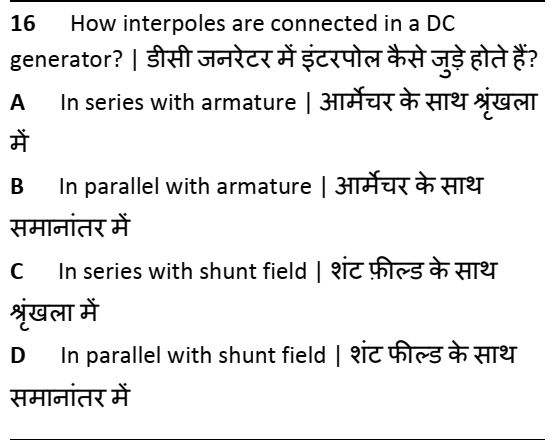 16 How interpoles are connected in a DC
generator? | डीसी जनरेटर में इंटरपोल कैसे जुड़े होते हैं?
A In series with armature | आर्मेचर के साथ श्रृंखला
में
B In parallel with armature | आर्मेचर के साथ
समानांतर में
C In series with shunt field | शंट फ़ील्ड के साथ
श्रृंखला में
D In parallel with shunt field | शंट फील्ड के साथ
समानांतर में